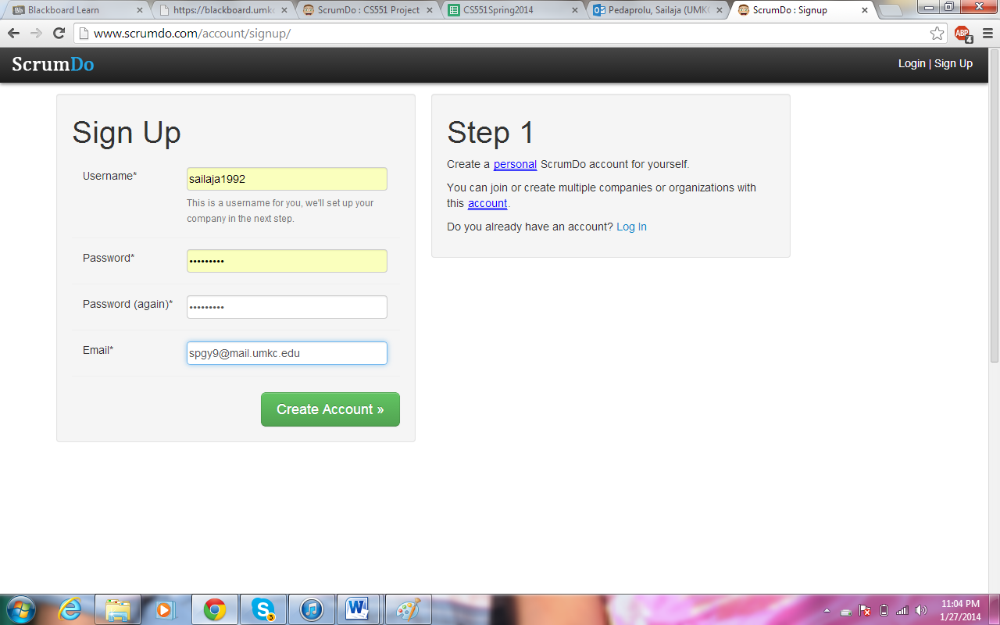 Blackboard Learn
https://blackboard.umkc
ScrumDo : CS551 Project
CS551Spring2014
Pedaprolu, Sailaja (UMKC
ScrumDo : Signup
www.scrumdo.com/account/signup/
ABP
4
ScrumDo
Login | Sign Up
Sign Up
Username*
sailaja1992
This is a username for you, we'll set up your
company in the next step.
Password*
•••••••••
Password (again)*
•••••••••
Email*
spgy9@mail.umkc.edu
Create Account »
Step 1
Create a personal ScrumDo account for yourself.
You can join or create multiple companies or organizations with
this account.
Do you already have an account? Log In
3
11:04 PM
1/27/2014